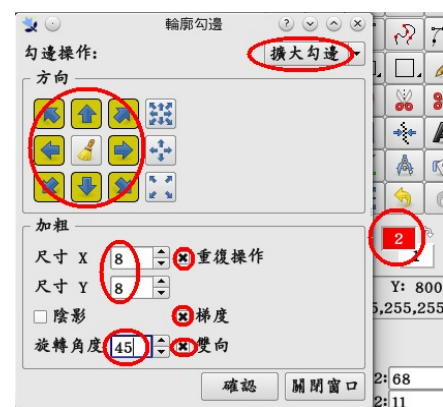 輪廓勾邊
勾邊操作:
擴大勾邊
方向
加粗
尺寸 X 8
重復操作
尺寸 Y 8
陰影
梯度
旋轉角度 45
雙向
確認
關閉窗口
2
1
Y: 800
5,255,255
2: 68
2: 11